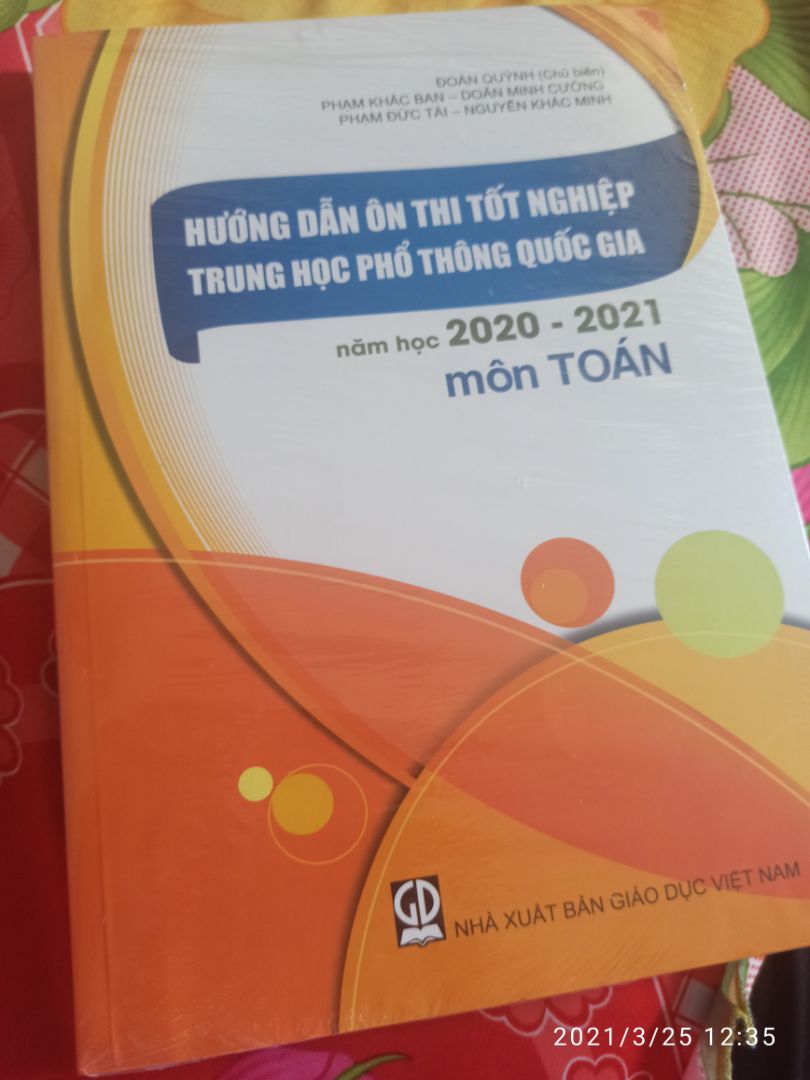 ĐOÀN QUỲNH (Chủ biên)
PHẠM KHẮC BAN – DOÃN MINH CƯỜNG
PHẠM ĐỨC TÀI – NGUYỄN KHẮC MINH
HƯỚNG DẪN ÔN THI TỐT NGHIỆP
TRUNG HỌC PHỔ THÔNG QUỐC GIA
năm học 2020 - 2021
môn TOÁN
GD
NHÀ XUẤT BẢN GIÁO DỤC VIỆT NAM
2021/3/25 12:35